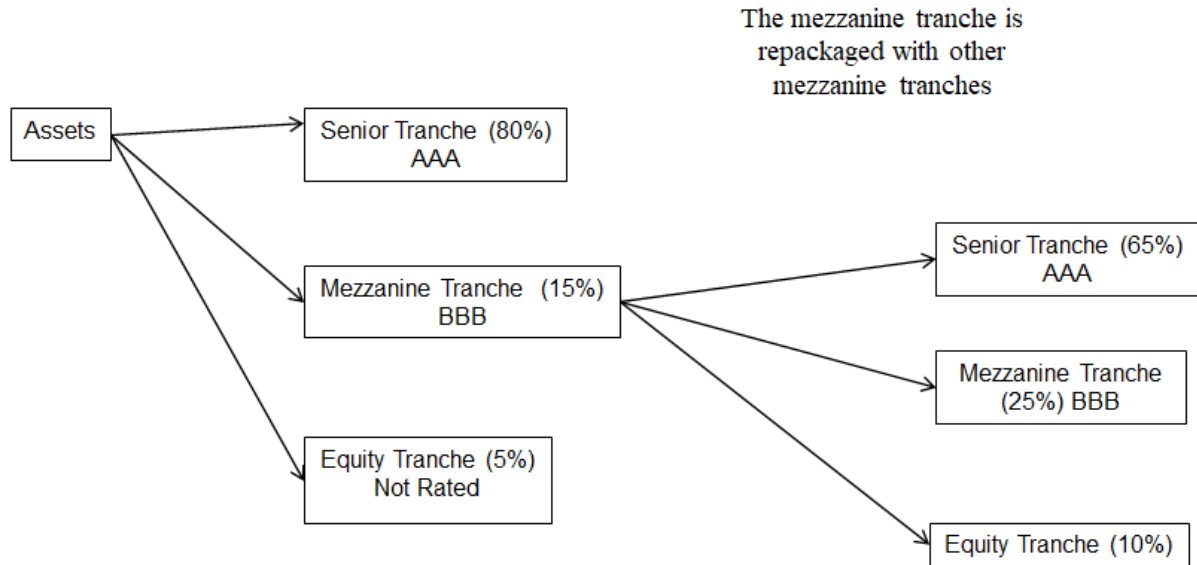 The mezzanine tranche is
repackaged with other
mezzanine tranches
Assets
Senior Tranche (80%)
AAA
Mezzanine Tranche (15%)
BBB
Equity Tranche (5%)
Not Rated
Senior Tranche (65%)
AAA
Mezzanine Tranche
(25%) BBB
Equity Tranche (10%)